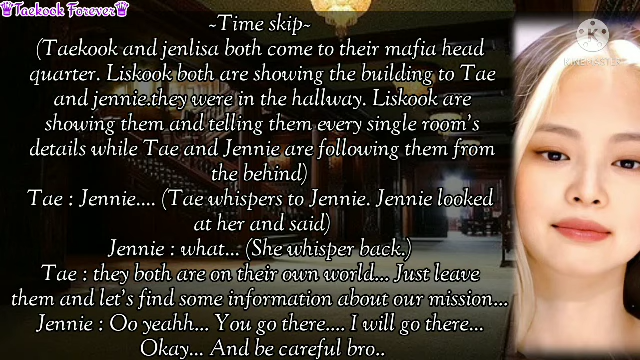 ♛Taekook Forever♛
~Time skip~
(Taekook and jenlisa both come to their mafia head
quarter. Liskook both are showing the building to Tae
and jennie.they were in the hallway. Liskook are
showing them and telling them every single room's
details while Tae and Jennie are following them from
the behind)
Tae : Jennie.... (Tae whispers to Jennie. Jennie looked
at her and said)
Jennie : what... (She whisper back.)
Tae : they both are on their own world... Just leave
them and let's find some information about our mission...
Jennie : Oo yeahh... You go there.... I will go there...
Okay... And be careful bro..